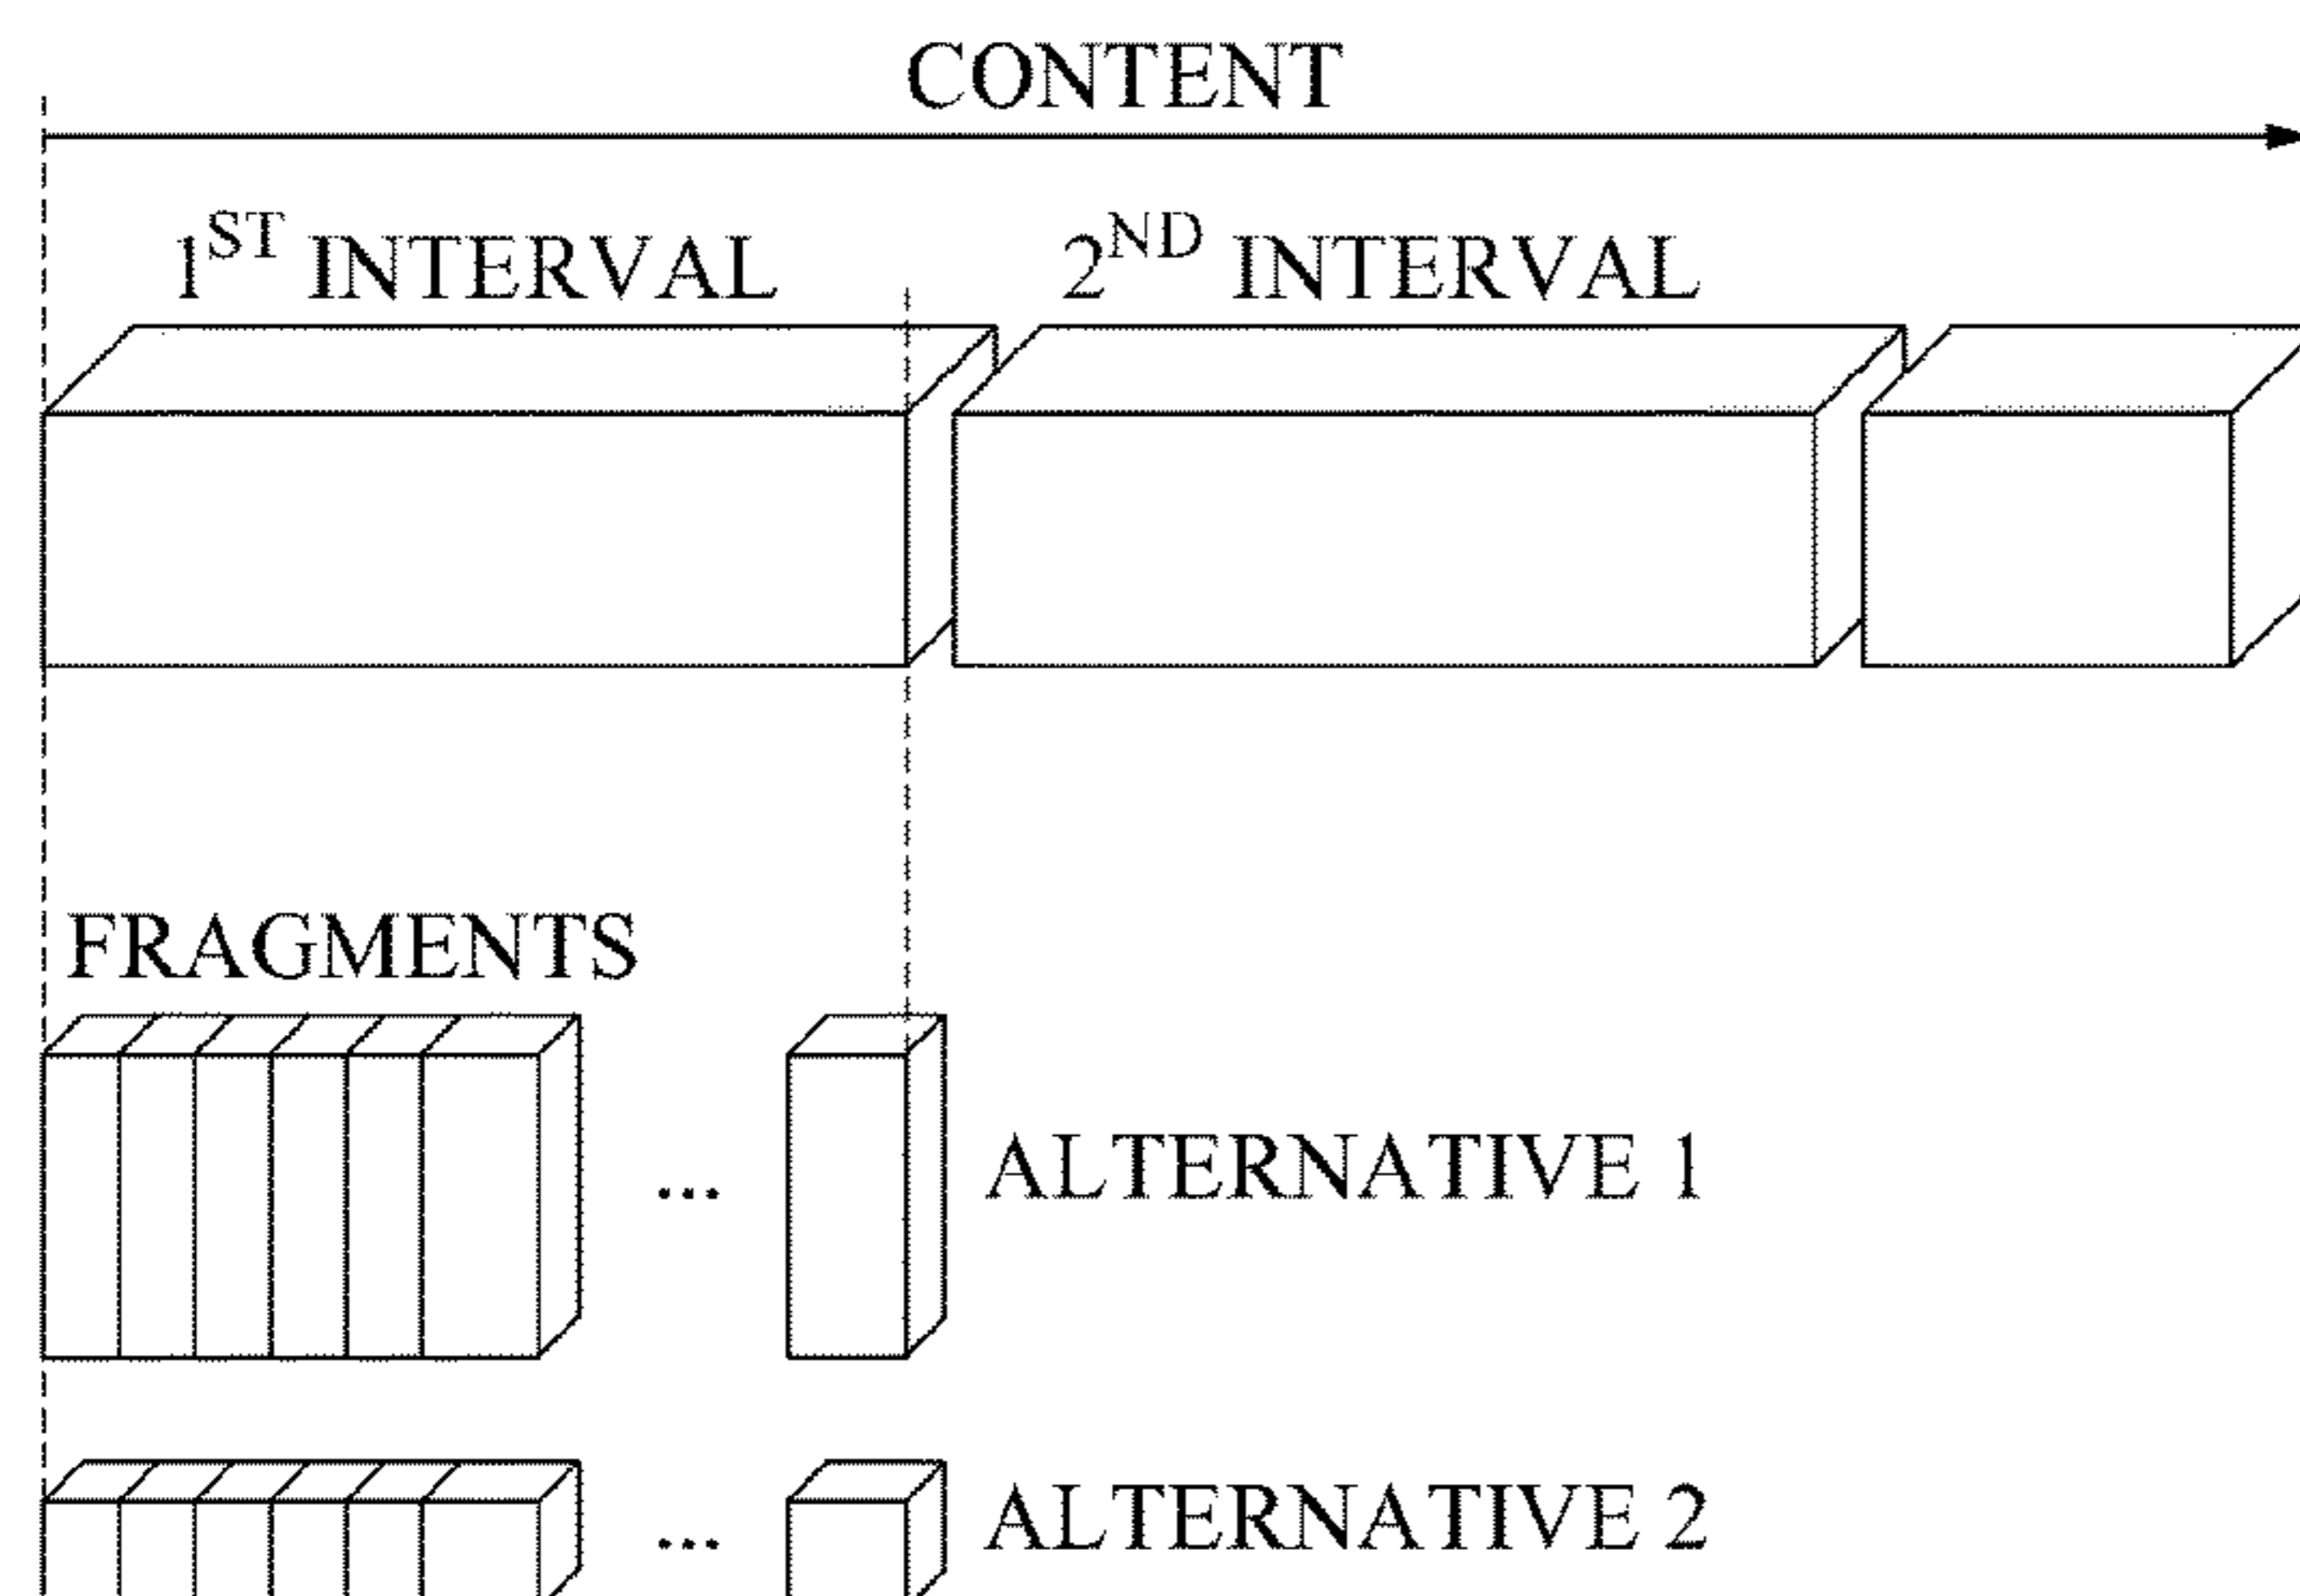 CONTENT
1ST INTERVAL
2ND INTERVAL
FRAGMENTS
...
ALTERNATIVE 1
...
ALTERNATIVE 2